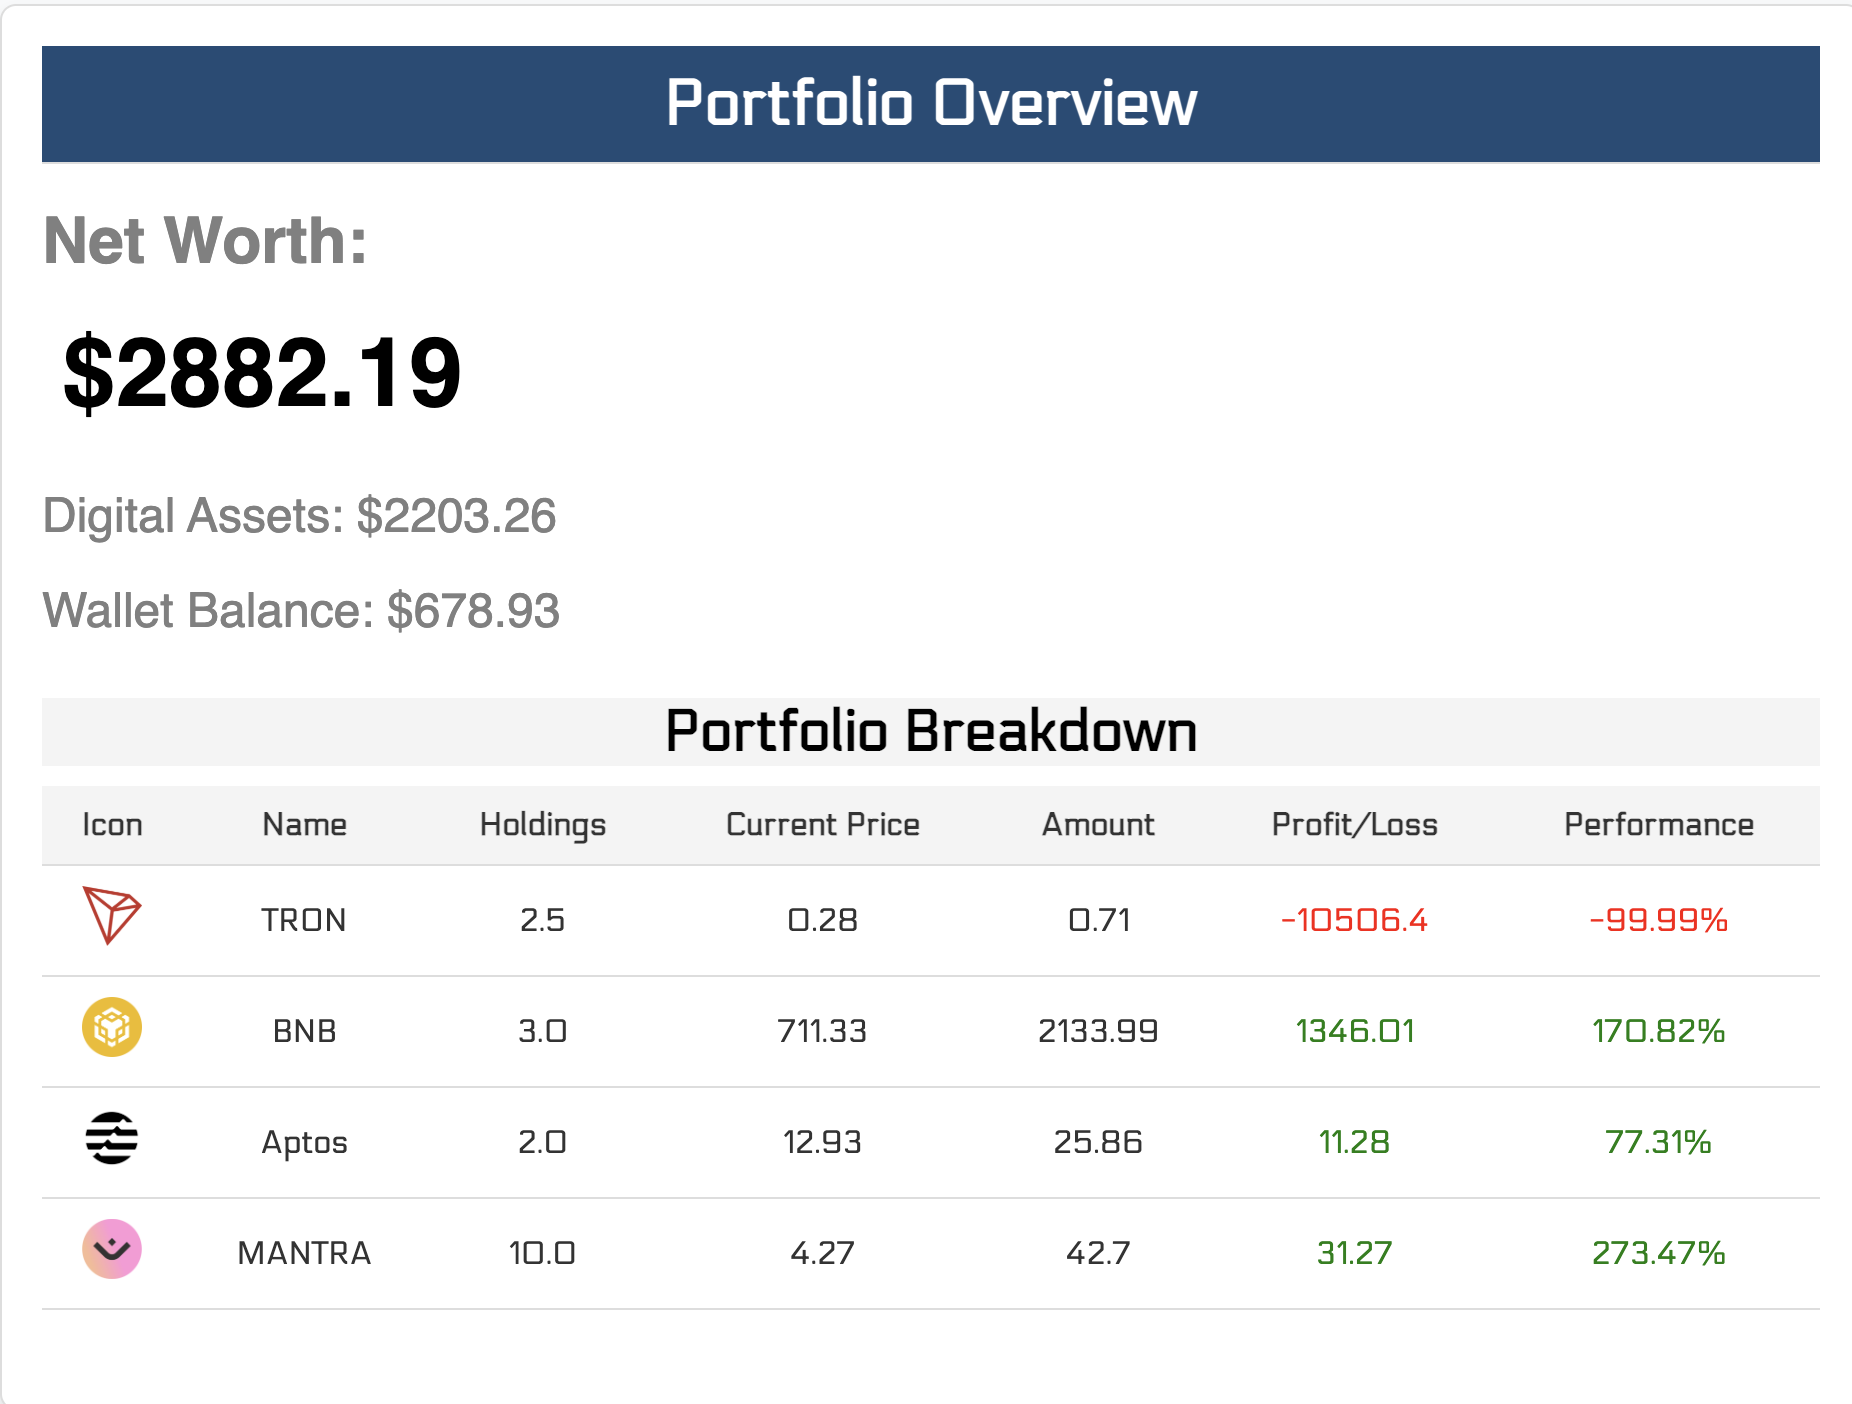 Portfolio Overview
Net Worth:
$2882.19
Digital Assets: $2203.26
Wallet Balance: $678.93
Portfolio Breakdown
Icon Name Holdings Current Price Amount Profit/Loss Performance
TRON 2.5 0.28 0.71 -10506.4 -99.99%
BNB 3.0 711.33 2133.99 1346.01 170.82%
Aptos 2.0 12.93 25.86 11.28 77.31%
MANTRA 10.0 4.27 42.7 31.27 273.47%